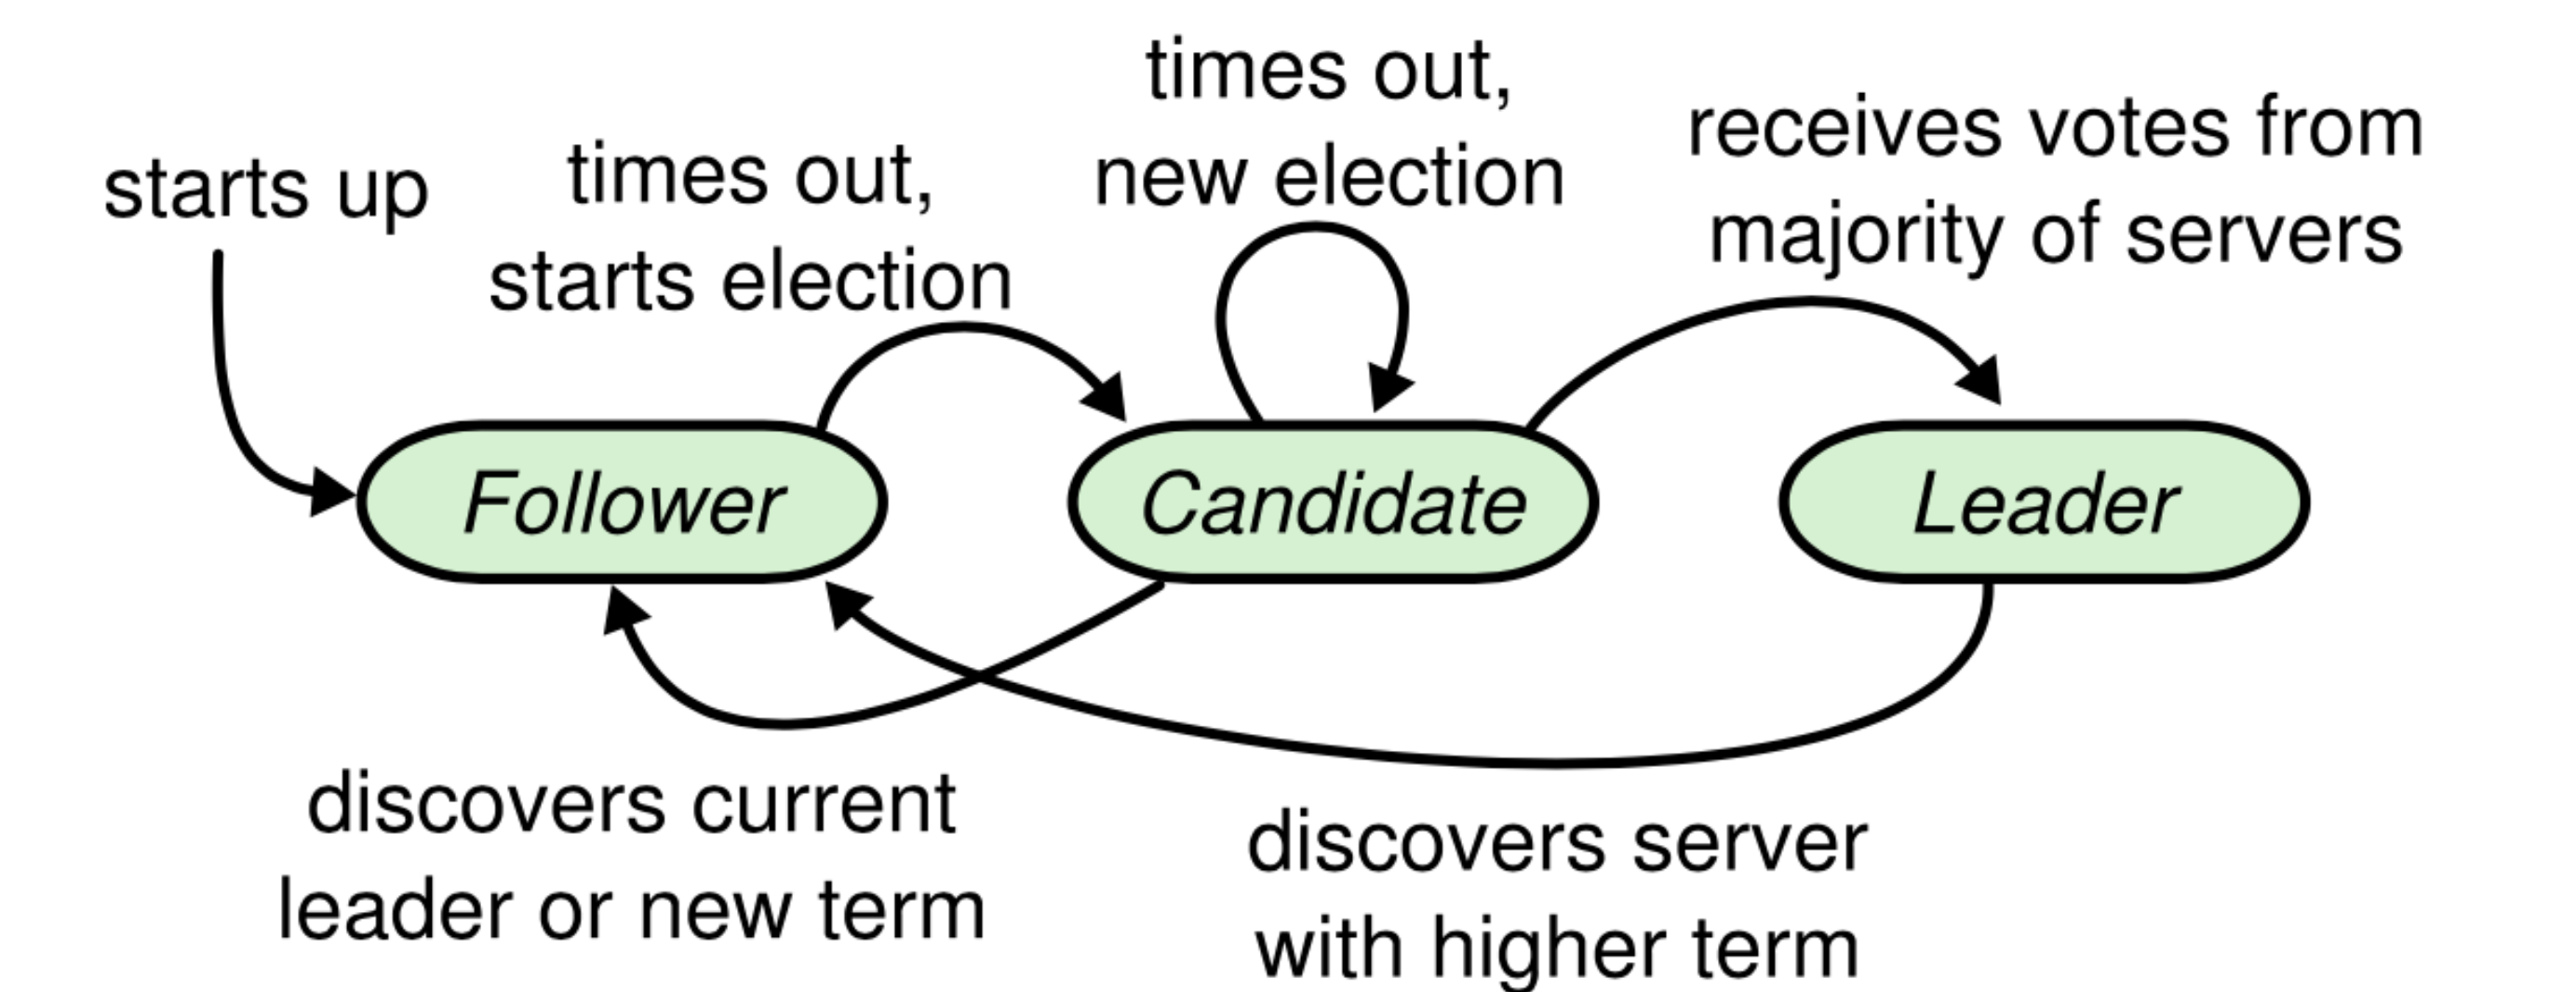 starts up
times out,
starts election
times out,
new election
receives votes from
majority of servers
Follower
Candidate
Leader
discovers current
leader or new term
discovers server
with higher term